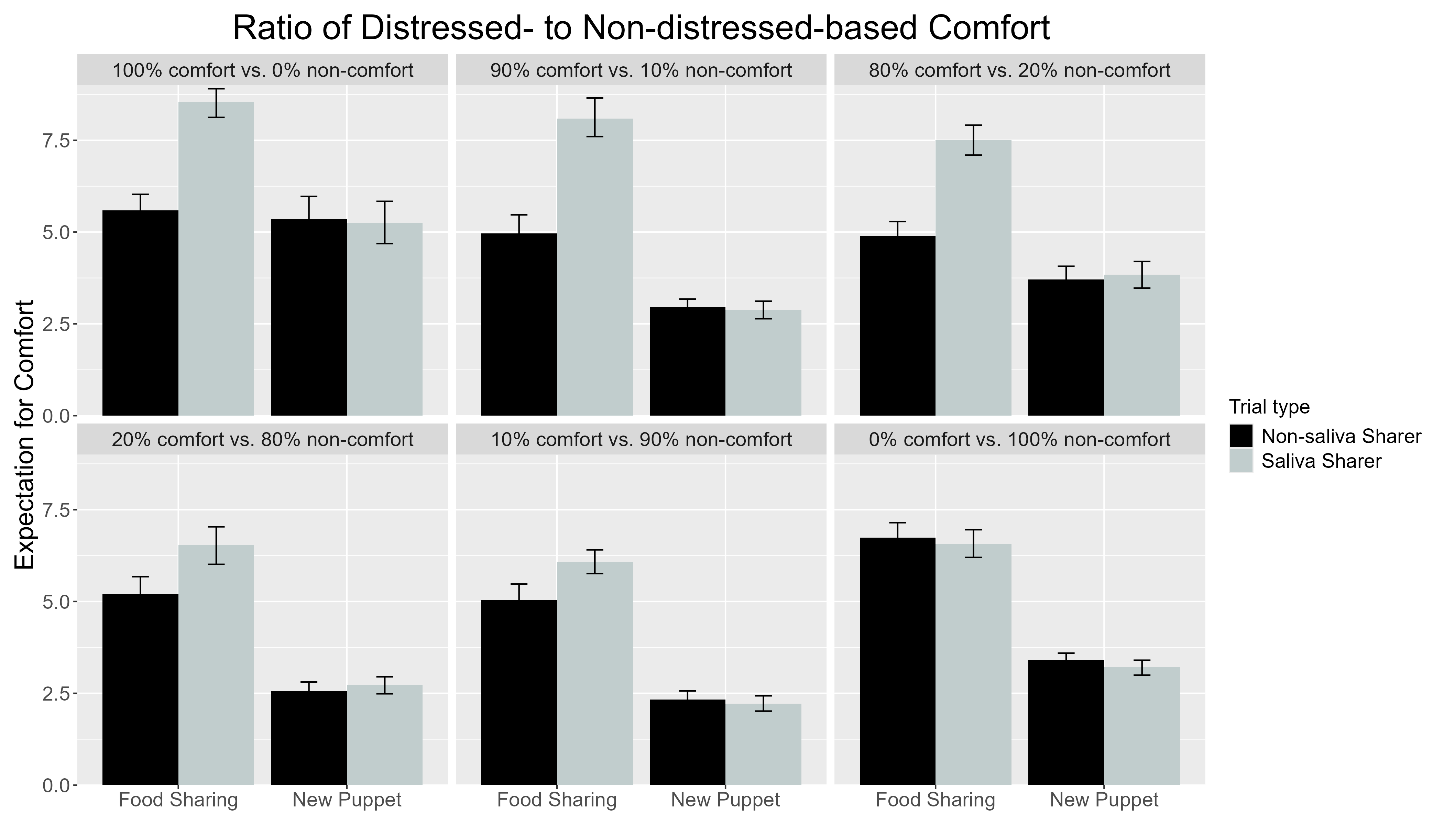 Ratio of Distressed- to Non-distressed-based Comfort
100% comfort vs. 0% non-comfort
90% comfort vs. 10% non-comfort
80% comfort vs. 20% non-comfort
7.5
5.0
2.5
0.0
Expectation for Comfort
20% comfort vs. 80% non-comfort
10% comfort vs. 90% non-comfort
0% comfort vs. 100% non-comfort
7.5
5.0
2.5
0.0
Food Sharing
New Puppet
Food Sharing
New Puppet
Food Sharing
New Puppet
Trial type
Non-saliva Sharer
Saliva Sharer